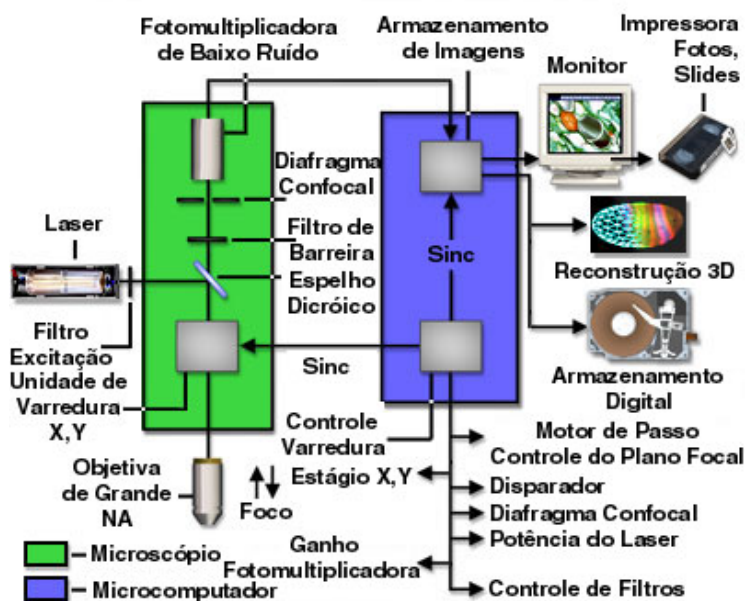 Fotomultiplicadora
de Baixo Ruído
Armazenamento
de Imagens
Impressora
Fotos,
Slides
Monitor
Diafragma
Confocal
Filtro de
Barreira
Espelho
Dicróico
Laser
Filtro
Excitação
Unidade de
Varredura
X,Y
Sinc
Sinc
Reconstrução 3D
Armazenamento
Digital
Controle
Varredura
Objetiva
de Grande
NA
Foco
Estágio X,Y
Motor de Passo
Controle do Plano Focal
Disparador
Diafragma Confocal
Potência do Laser
Ganho
Fotomultiplicadora
Controle de Filtros
Microscópio
Microcomputador